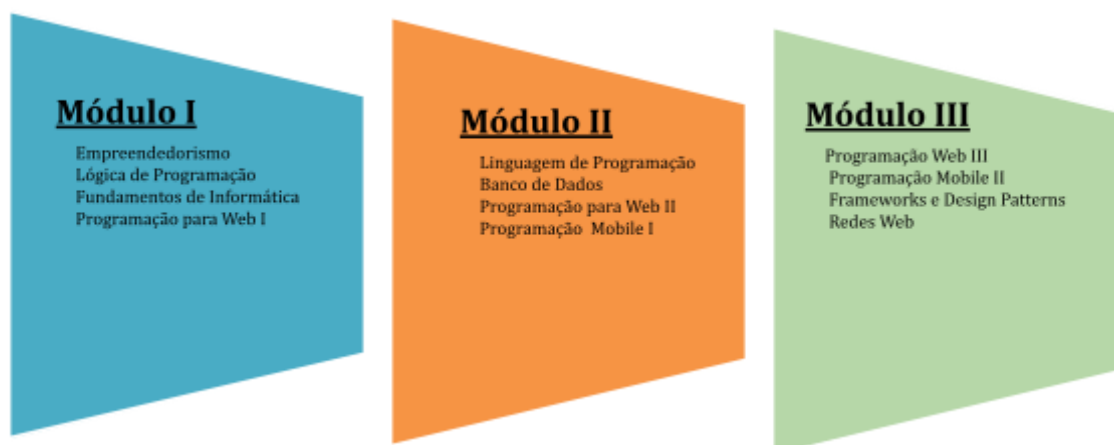 Módulo I
Empreendedorismo
Lógica de Programação
Fundamentos de Informática
Programação para Web I
Módulo II
Linguagem de Programação
Banco de Dados
Programação para Web II
Programação Mobile I
Módulo III
Programação Web III
Programação Mobile II
Frameworks e Design Patterns
Redes Web